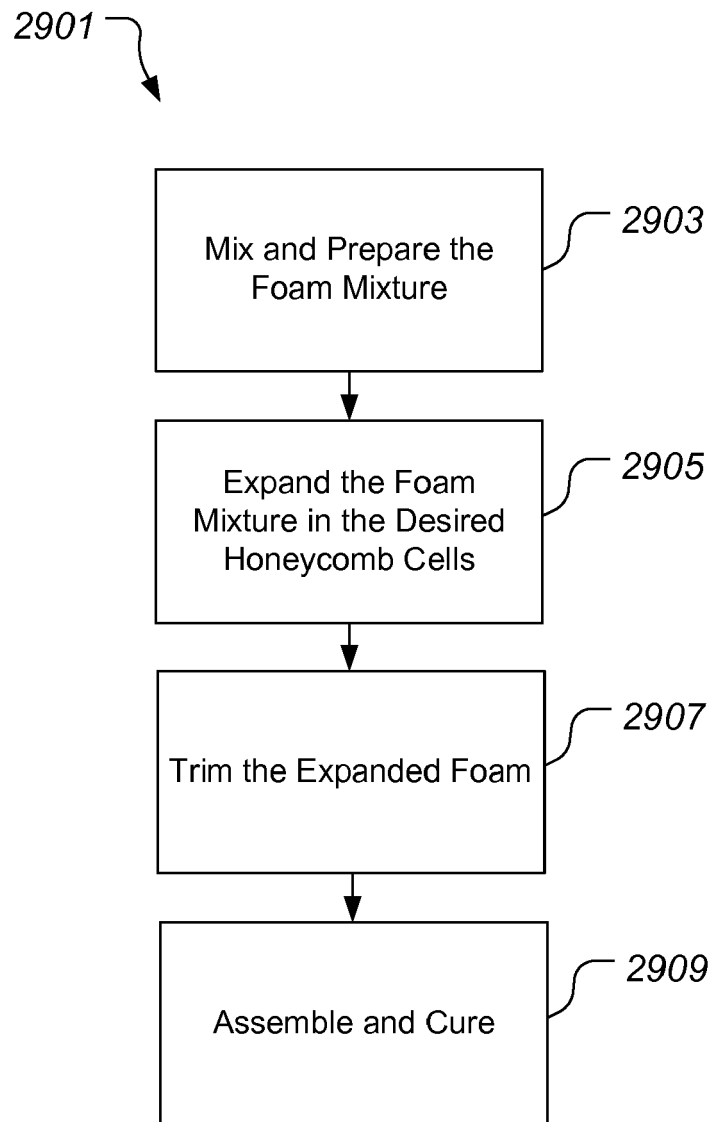 2901
Mix and Prepare the
Foam Mixture
2903
Expand the Foam
Mixture in the Desired
Honeycomb Cells
2905
Trim the Expanded Foam
2907
Assemble and Cure
2909